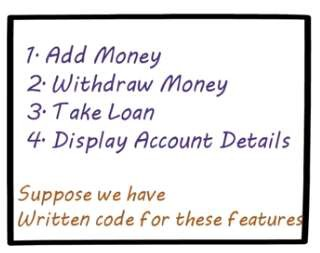 1. Add Money
2. Withdraw Money
3. Take Loan
4. Display Account Details
Suppose we have
Written code for these features